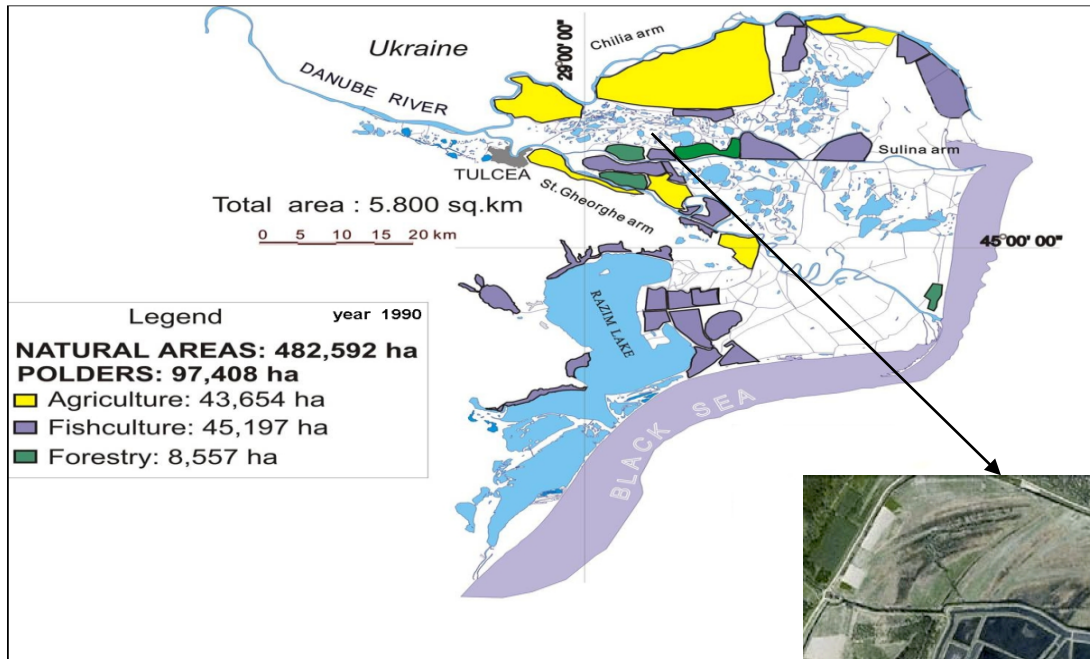 Ukraine
29°00' 00"
Chilia arm
DANUBE RIVER
Sulina arm
TULCEA
St.Gheorghe arm
Total area : 5.800 sq.km
0 5 10 15 20 km
45°00' 00"
RAZIM LAKE
BLACK SEA
Legend year 1990
NATURAL AREAS: 482,592 ha
POLDERS: 97,408 ha
Agriculture: 43,654 ha
Fishculture: 45,197 ha
Forestry: 8,557 ha